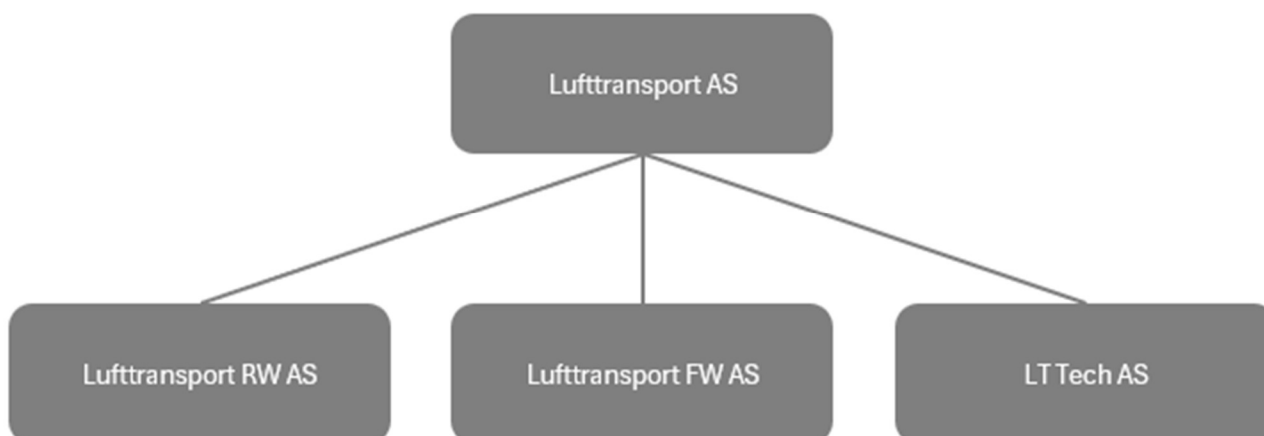 Lufttransport AS
Lufttransport RW AS
Lufttransport FW AS
LT Tech AS